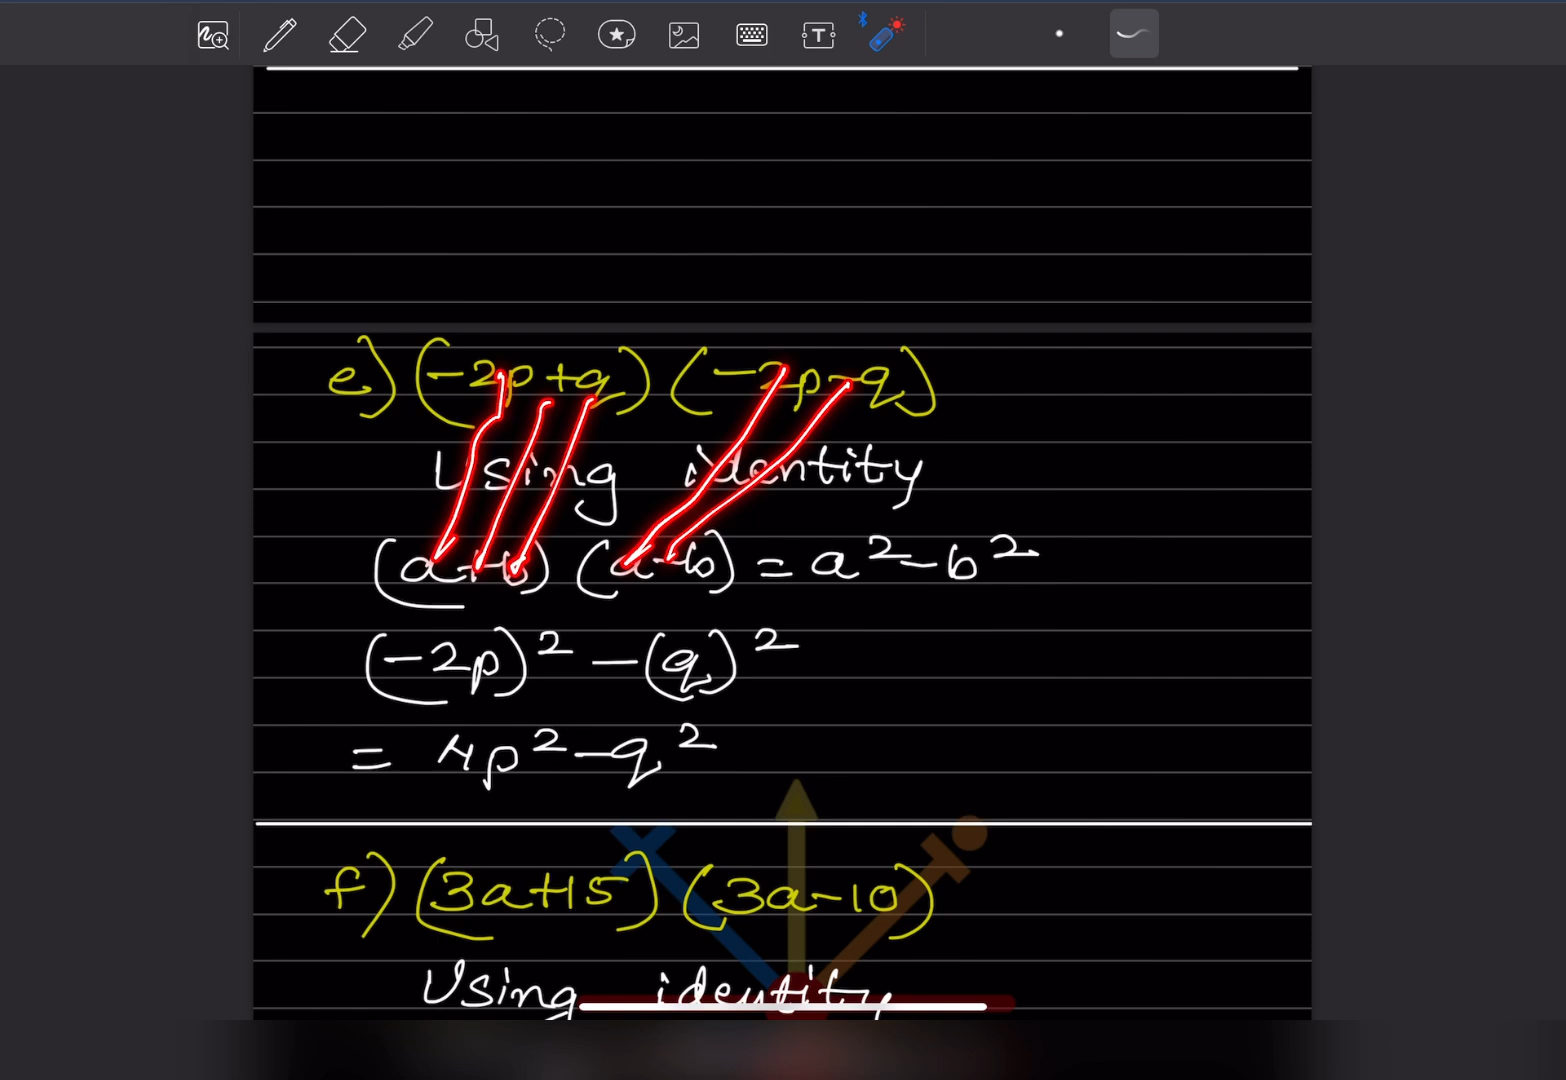 e) (-2p+q) (-2p-q)
Using identity
(a+b) (a-b) = a²-b²
(-2p)² - (q)²
= 4p² - q²
f) (3a+15) (3a-10)
Using identity